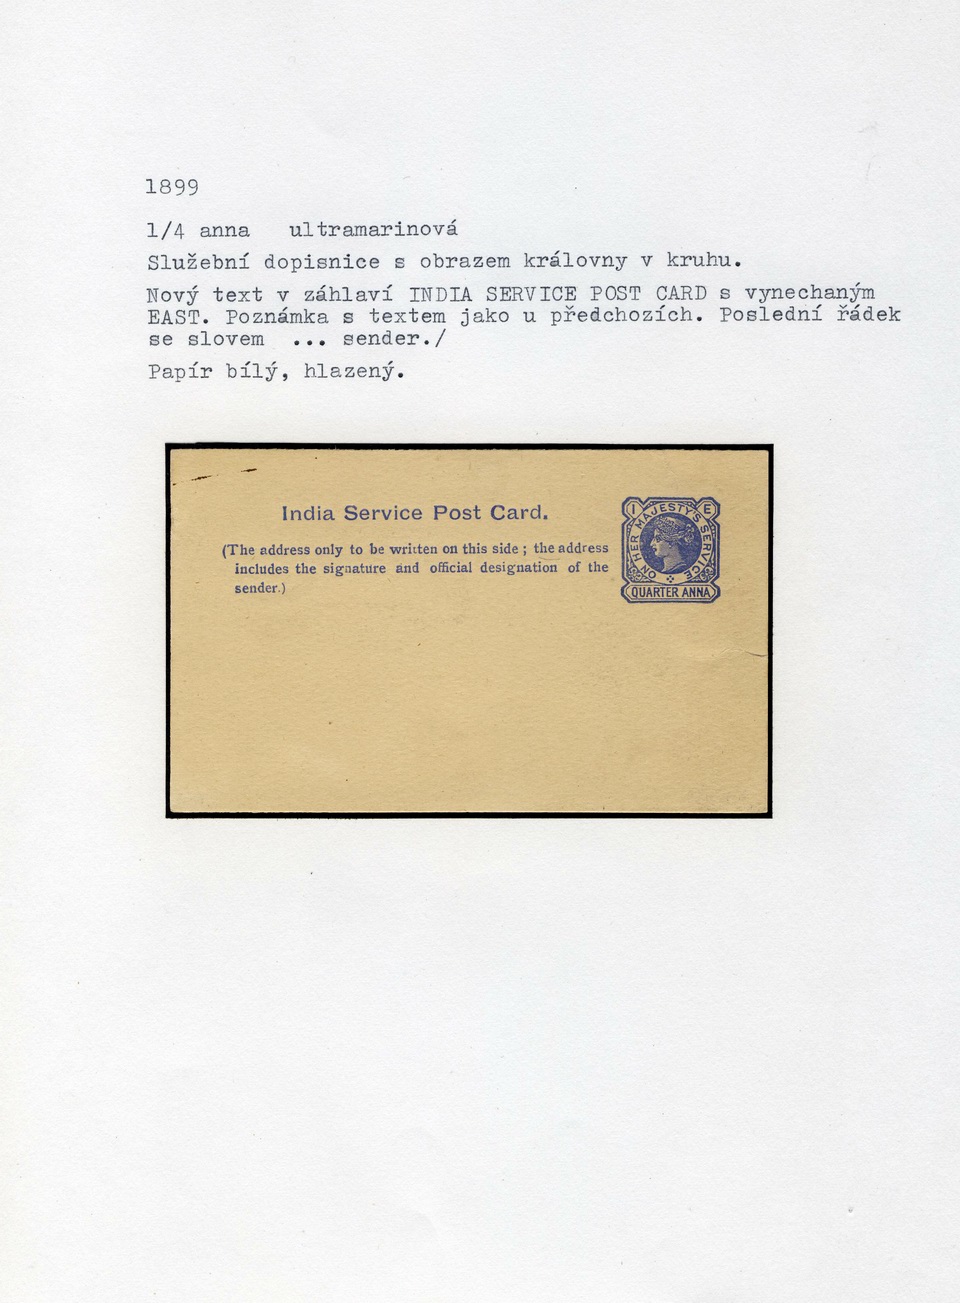 1899
1/4 anna ultramarinová
Služební dopisnice s obrazem královny v kruhu.
Nový text v záhlaví INDIA SERVICE POST CARD s vynechaným
EAST. Poznámka s textem jako u předchozích. Poslední řádek
se slovem ... sender./
Papír bílý, hlazený.
India Service Post Card.
(The address only to be written on this side ; the address
includes the signature and official designation of the
sender.)
I E
ON HER MAJESTY'S SERVICE
QUARTER ANNA